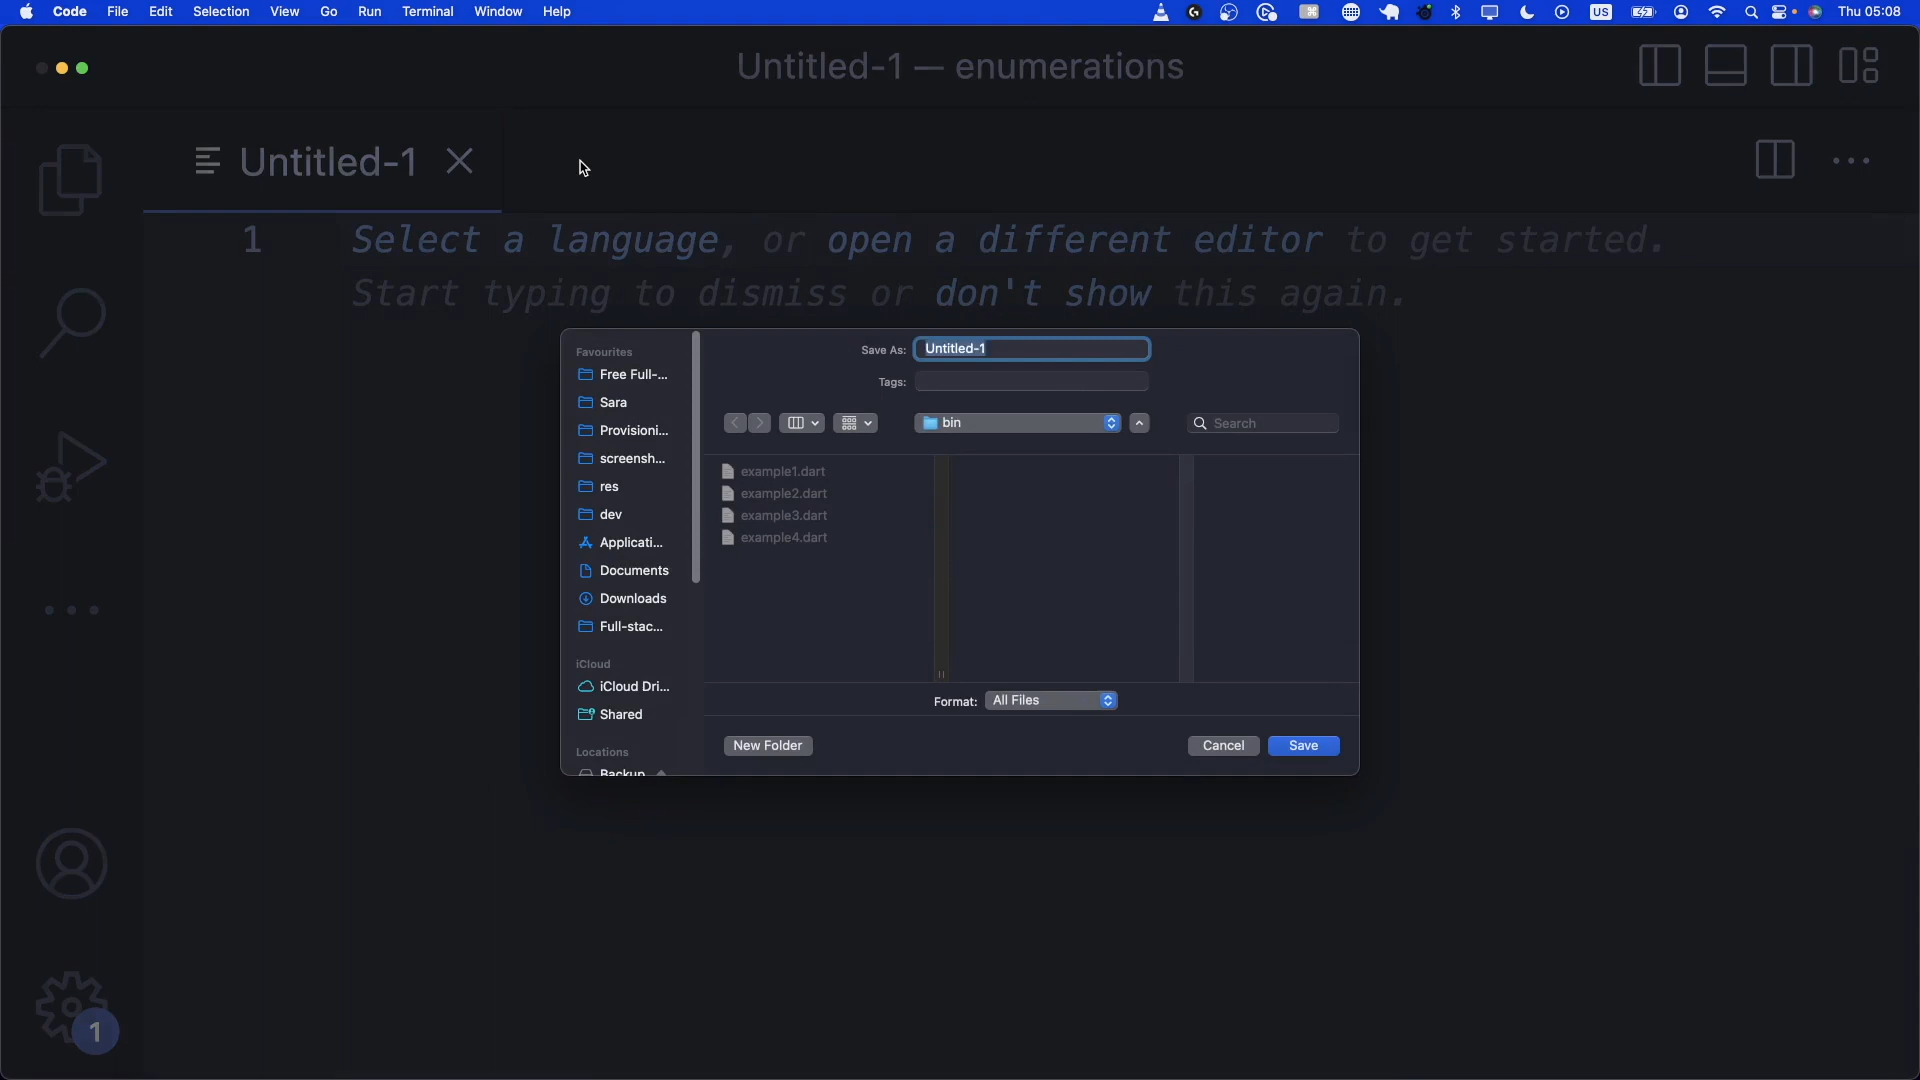 Code File Edit Selection View Go Run Terminal Window Help US Thu 05:08
Untitled-1 — enumerations
Untitled-1
1 Select a language, or open a different editor to get started.
Start typing to dismiss or don't show this again.
Save As: Untitled-1
Tags:
bin
Search
Favourites
Free Full-...
Sara
Provisioni...
screensh...
res
dev
Applicati...
Documents
Downloads
Full-stac...
iCloud
iCloud Dri...
Shared
Locations
Backup
example1.dart
example2.dart
example3.dart
example4.dart
Format: All Files
New Folder
Cancel
Save
1